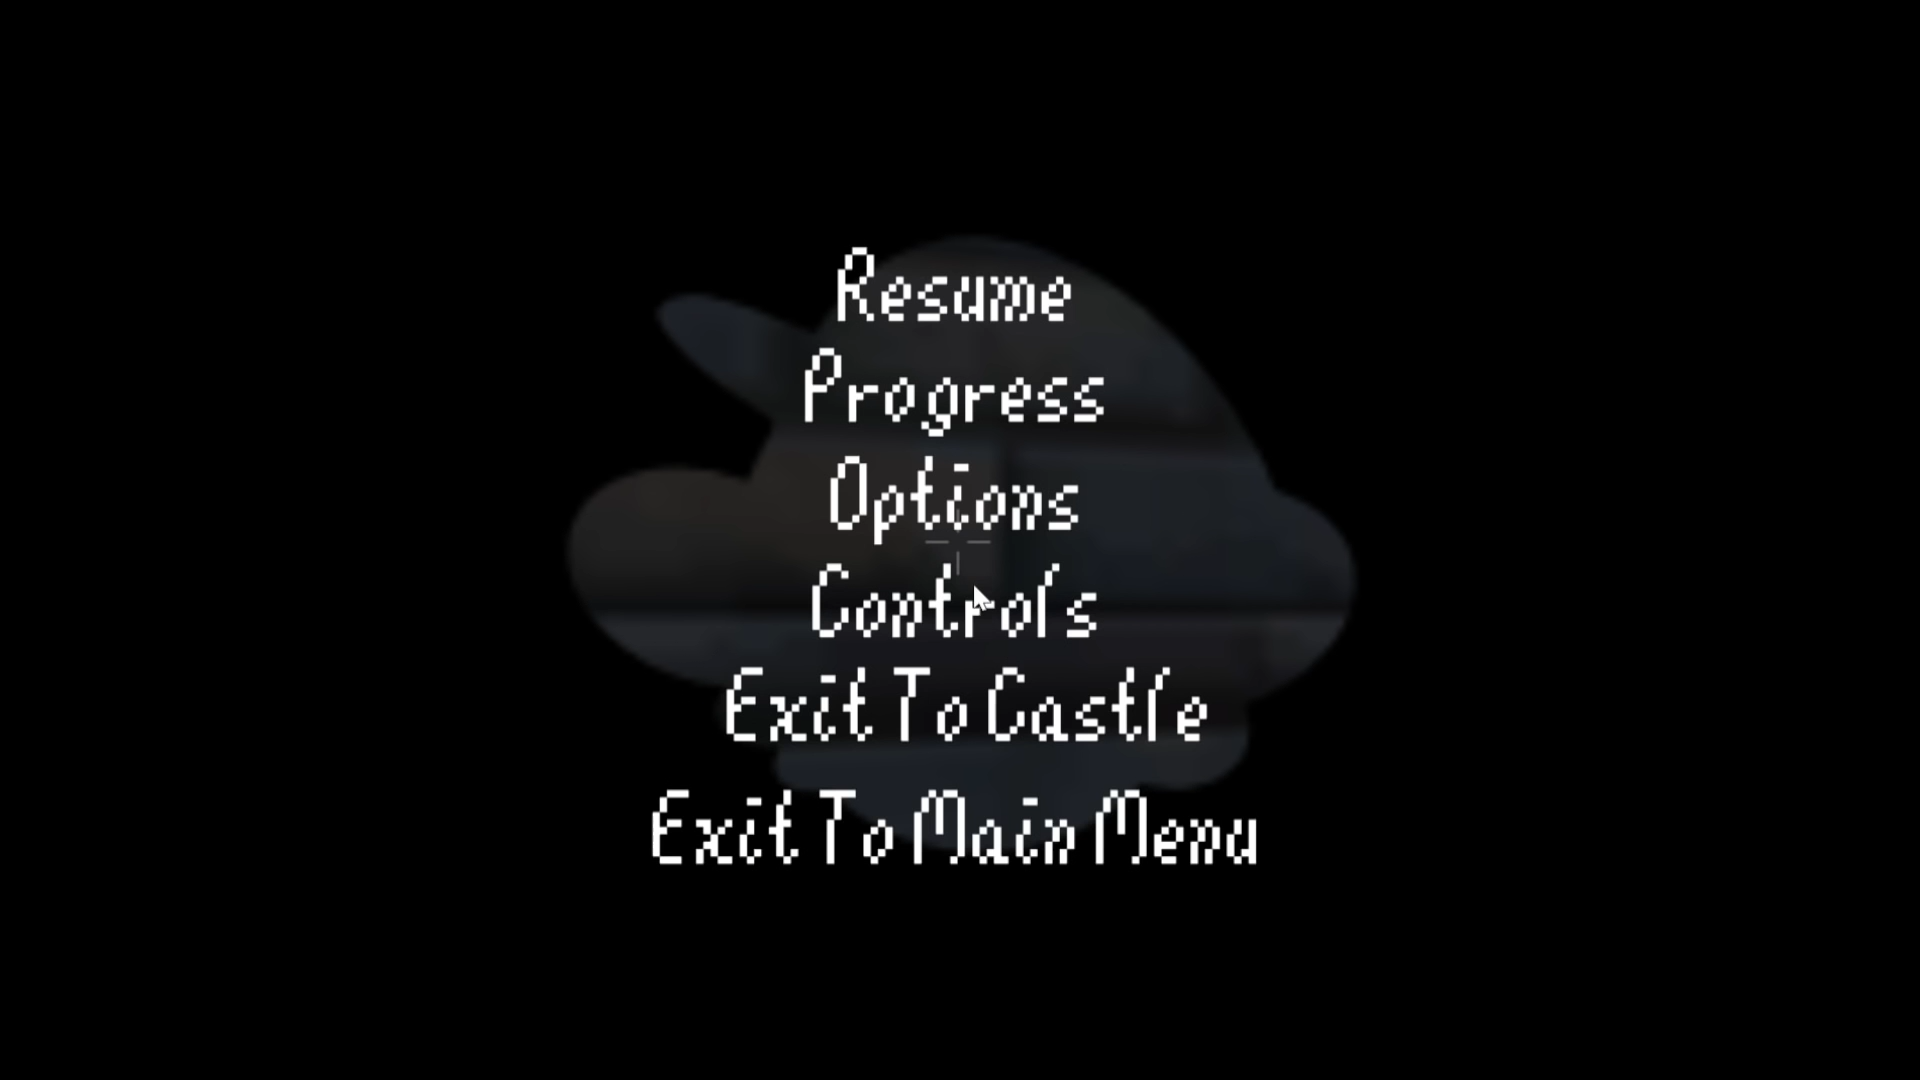 Resume
Progress
Options
Controls
Exit To Castle
Exit To Main Menu